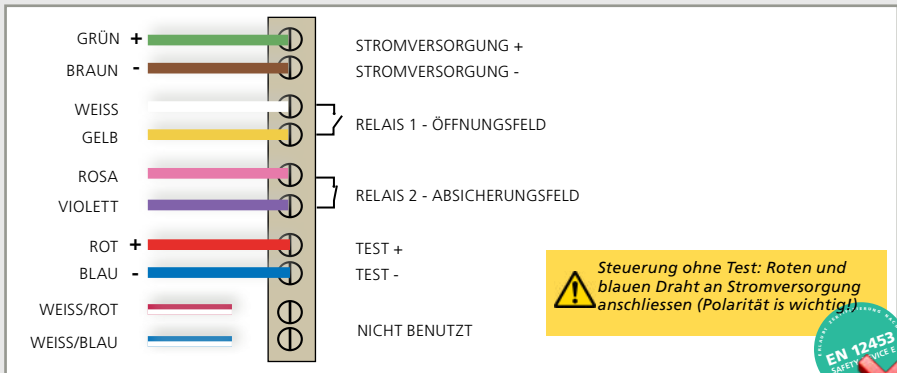 GRÜN + STROMVERSORGUNG +
BRAUN - STROMVERSORGUNG -
WEISS
RELAIS 1 - ÖFFNUNGSFELD
GELB
ROSA
RELAIS 2 - ABSICHERUNGSFELD
VIOLETT
ROT + TEST +
BLAU - TEST -
WEISS/ROT
NICHT BENUTZT
WEISS/BLAU
Steuerung ohne Test: Roten und
blauen Draht an Stromversorgung
anschliessen (Polarität is wichtig!)
EN 12453
SAFETY E